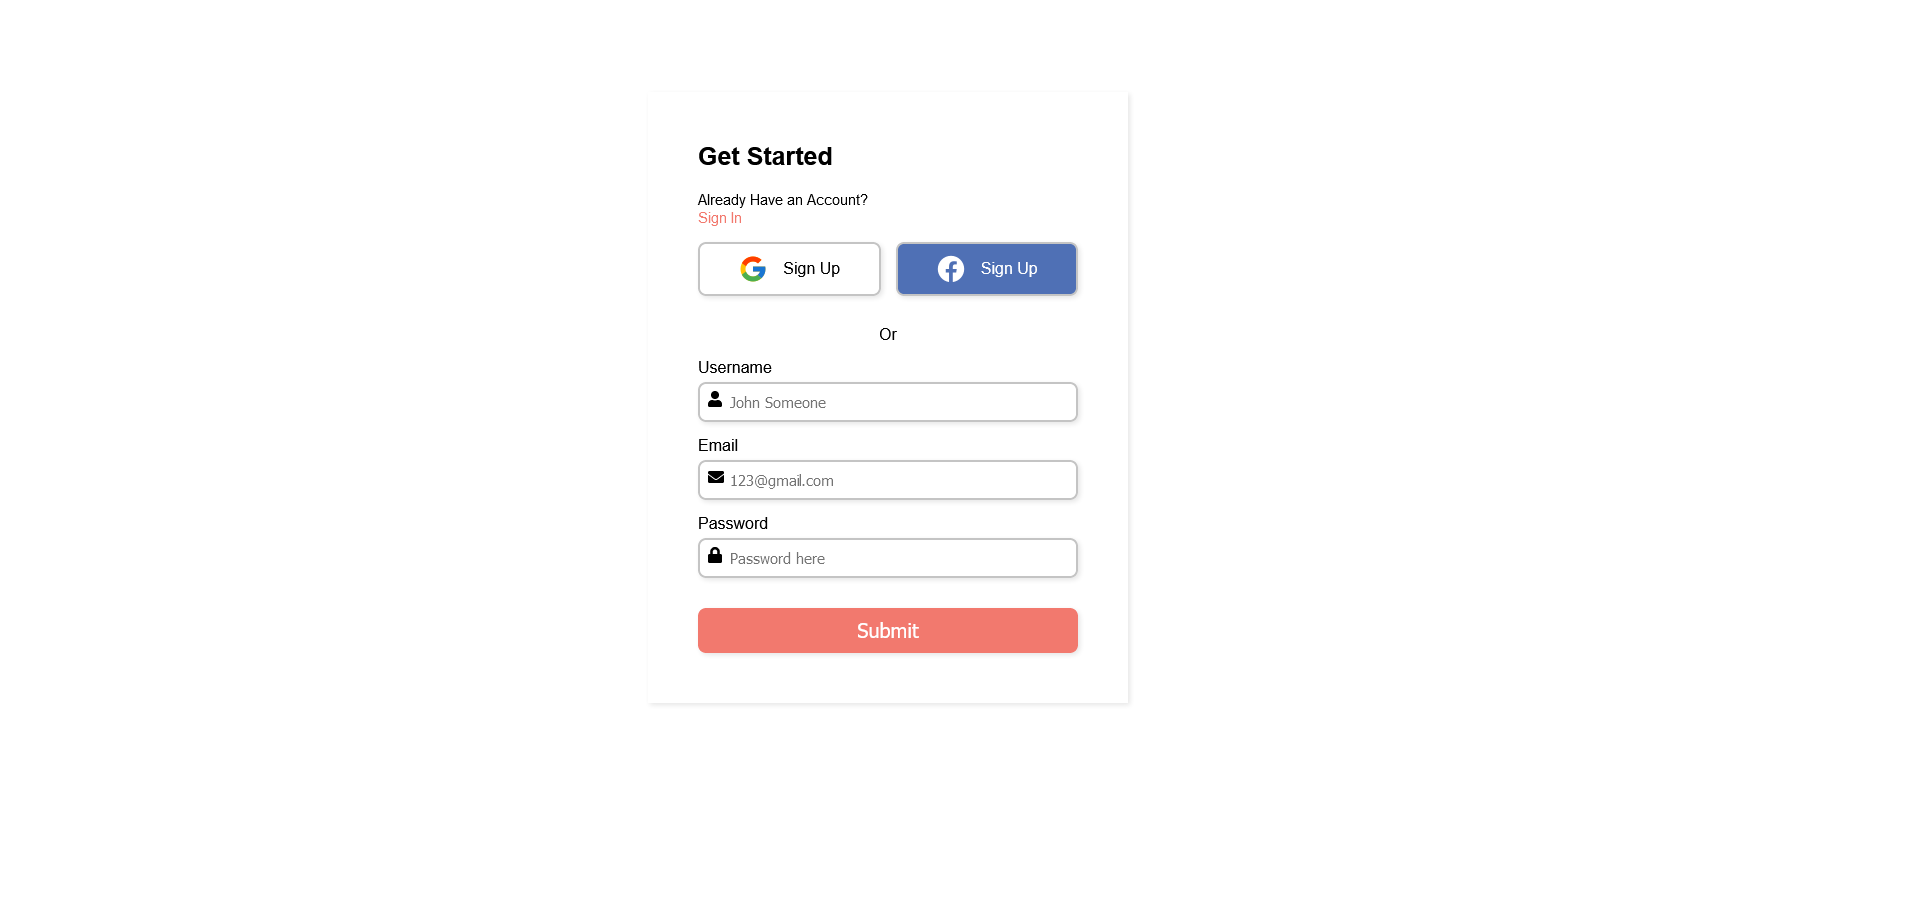 Get Started
Already Have an Account?
Sign In
Sign Up
Sign Up
Or
Username
John Someone
Email
123@gmail.com
Password
Password here
Submit